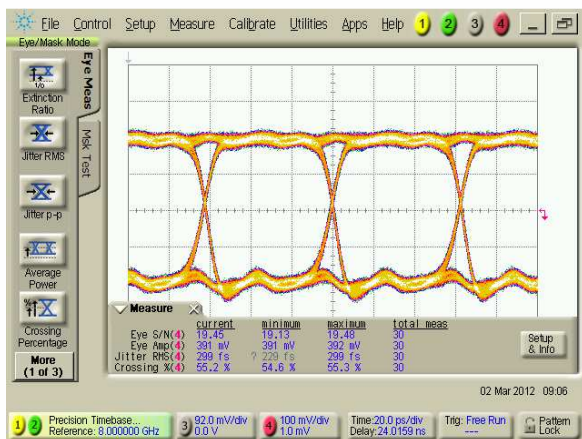 File Control Setup Measure Calibrate Utilities Apps Help 1 2 3 4
Eye/Mask Mode
Eye Meas
Msk Test
Extinction
Ratio
Jitter RMS
Jitter p-p
Average
Power
Crossing
Percentage
More
(1 of 3)
Measure
current minimum maximum total meas
Eye S/N(4) 19.45 19.13 19.48 30
Eye Amp(4) 391 mV 391 mV 392 mV 30
Jitter RMS(4) 299 fs ? 229 fs 299 fs 30
Crossing %(4) 55.2 % 54.6 % 55.3 % 30
Setup
& Info
02 Mar 2012 09:06
1 2 Precision Timebase...
Reference: 8.000000 GHz
3 92.0 mV/div
0.0 V
4 100 mV/div
1.0 mV
Time:20.0 ps/div
Delay:24.0159 ns
Trig: Free Run
---
Pattern
Lock